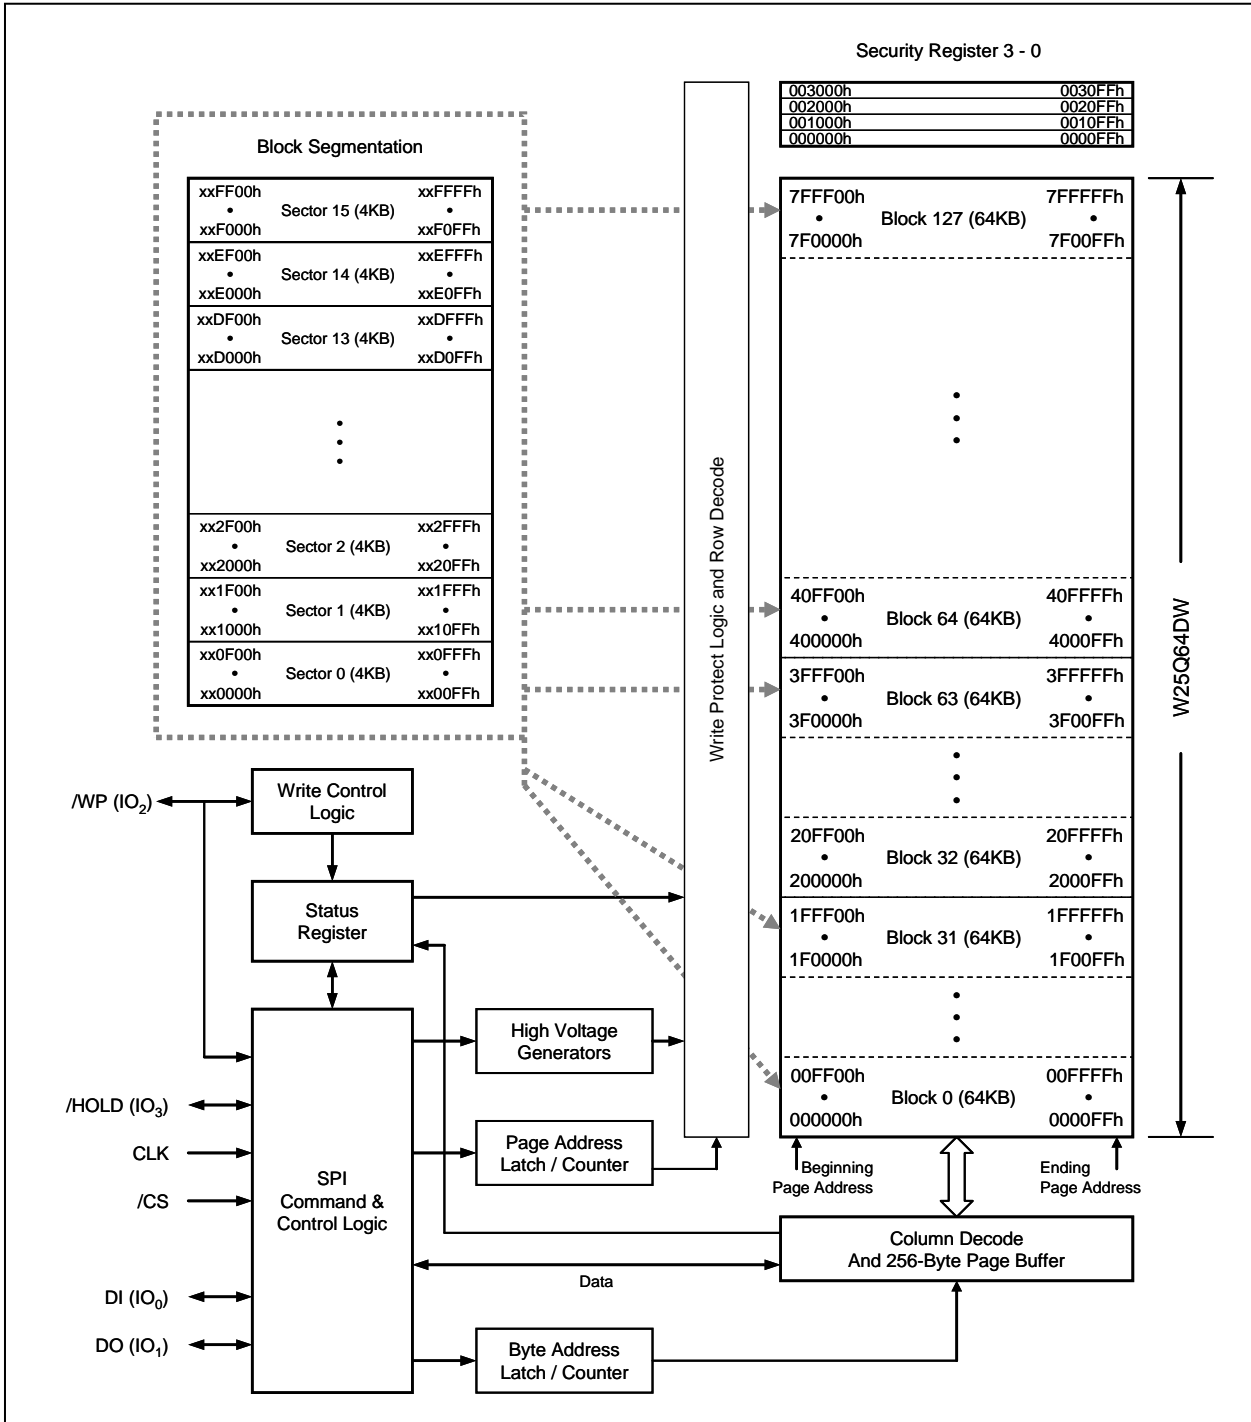 Security Register 3 - 0
003000h 0030FFh
002000h 0020FFh
001000h 0010FFh
000000h 0000FFh
Block Segmentation
xxFF00h xxFFFFh
• Sector 15 (4KB) •
xxF000h xxF0FFh
xxEF00h xxEFFFh
• Sector 14 (4KB) •
xxE000h xxE0FFh
xxDF00h xxDFFFh
• Sector 13 (4KB) •
xxD000h xxD0FFh
•
•
•
xx2F00h xx2FFFh
• Sector 2 (4KB) •
xx2000h xx20FFh
xx1F00h xx1FFFh
• Sector 1 (4KB) •
xx1000h xx10FFh
xx0F00h xx0FFFh
• Sector 0 (4KB) •
xx0000h xx00FFh
Write Protect Logic and Row Decode
7FFF00h 7FFFFFh
• Block 127 (64KB) •
7F0000h 7F00FFh
•
•
•
40FF00h 40FFFFh
• Block 64 (64KB) •
400000h 4000FFh
3FFF00h 3FFFFFh
• Block 63 (64KB) •
3F0000h 3F00FFh
•
•
•
20FF00h 20FFFFh
• Block 32 (64KB) •
200000h 2000FFh
1FFF00h 1FFFFFh
• Block 31 (64KB) •
1F0000h 1F00FFh
•
•
•
00FF00h 00FFFFh
• Block 0 (64KB) •
000000h 0000FFh
W25Q64DW
Beginning
Page Address
Ending
Page Address
/WP (IO2)
Write Control
Logic
Status
Register
High Voltage
Generators
/HOLD (IO3)
CLK
/CS
DI (IO0)
DO (IO1)
SPI
Command &
Control Logic
Page Address
Latch / Counter
Column Decode
And 256-Byte Page Buffer
Data
Byte Address
Latch / Counter